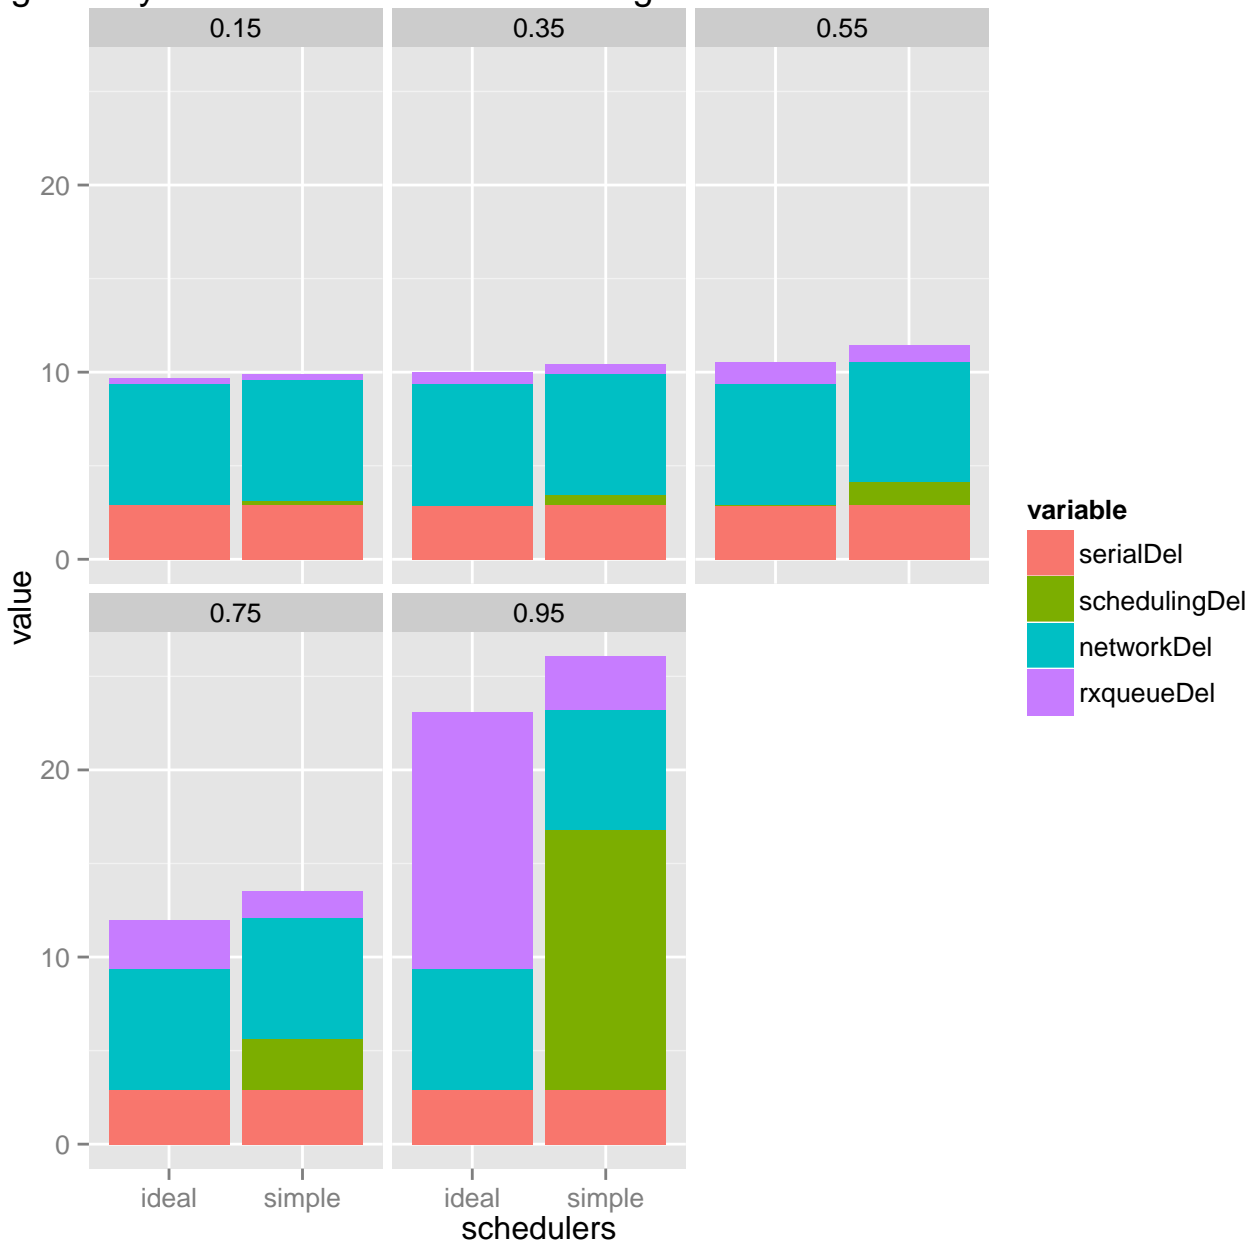 0.15 0.35 0.55
20
10
0
value
0.75 0.95
20
10
0
ideal simple ideal simple
schedulers
variable
serialDel
schedulingDel
networkDel
rxqueueDel